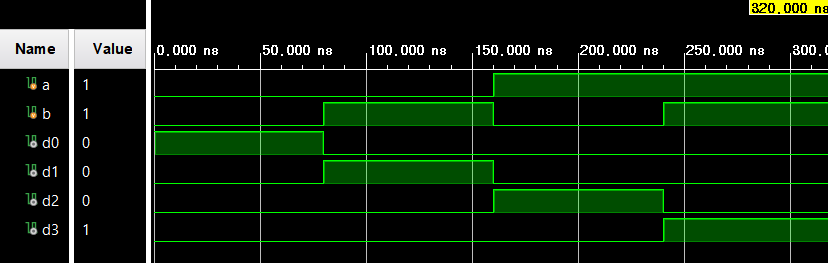 320.000 ns
Name Value
0.000 ns 50.000 ns 100.000 ns 150.000 ns 200.000 ns 250.000 ns 300.
a 1
b 1
d0 0
d1 0
d2 0
d3 1